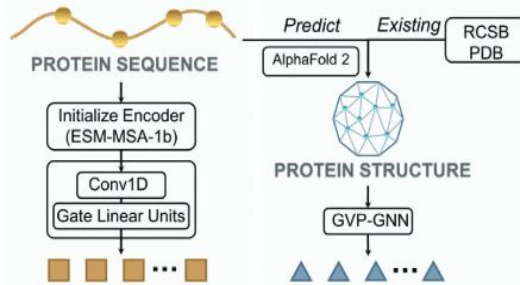 PROTEIN SEQUENCE
Initialize Encoder
(ESM-MSA-1b)
Conv1D
Gate Linear Units
Predict
Existing
AlphaFold 2
RCSB
PDB
PROTEIN STRUCTURE
GVP-GNN